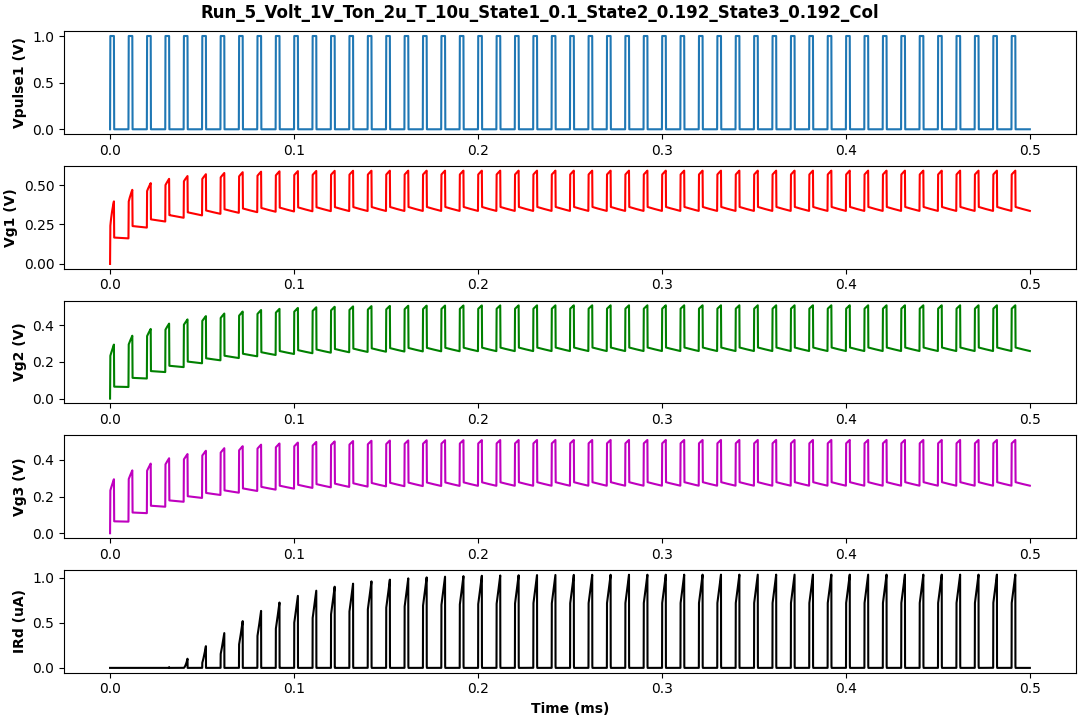 Run_5_Volt_1V_Ton_2u_T_10u_State1_0.1_State2_0.192_State3_0.192_Col
Vpulse1 (V)
1.0
0.5
0.0
0.0 0.1 0.2 0.3 0.4 0.5
Vg1 (V)
0.50
0.25
0.00
0.0 0.1 0.2 0.3 0.4 0.5
Vg2 (V)
0.4
0.2
0.0
0.0 0.1 0.2 0.3 0.4 0.5
Vg3 (V)
0.4
0.2
0.0
0.0 0.1 0.2 0.3 0.4 0.5
IRd (uA)
1.0
0.5
0.0
0.0 0.1 0.2 0.3 0.4 0.5
Time (ms)